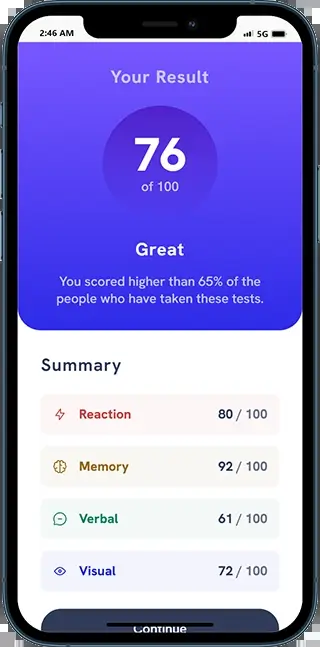 2:46 AM 5G
Your Result
76
of 100
Great
You scored higher than 65% of the
people who have taken these tests.
Summary
Reaction 80 / 100
Memory 92 / 100
Verbal 61 / 100
Visual 72 / 100
Continue